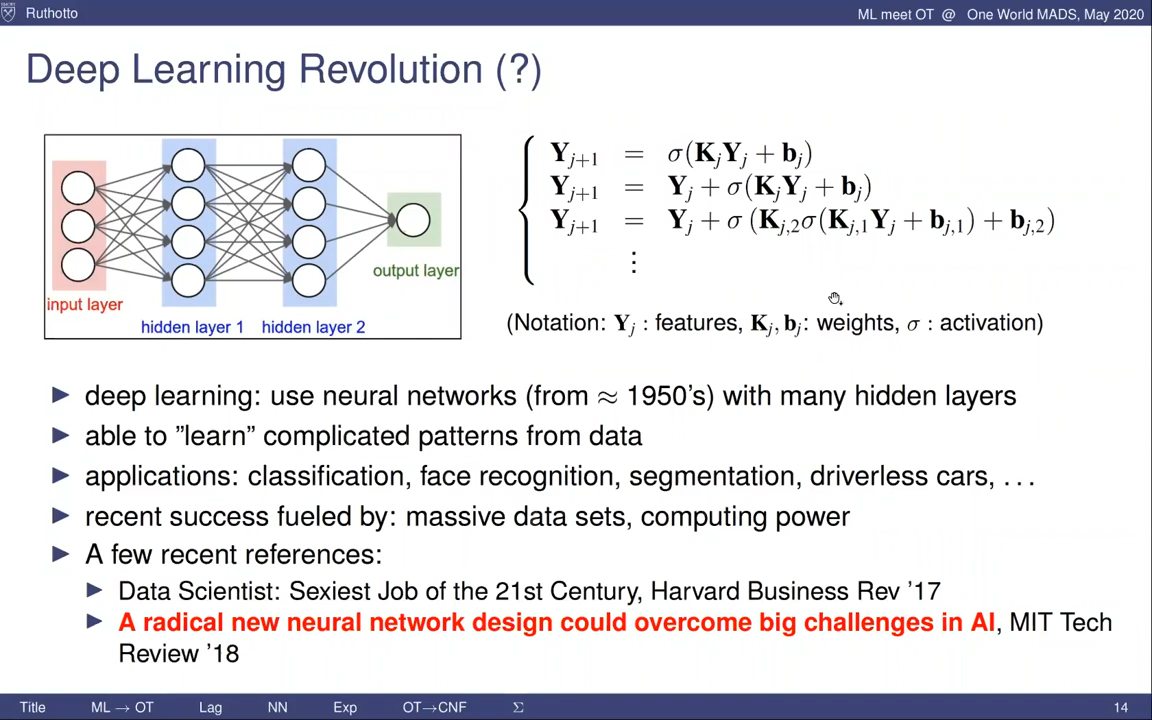 Ruthotto
ML meet OT @ One World MADS, May 2020
Deep Learning Revolution (?)
input layer
hidden layer 1
hidden layer 2
output layer
Y_{j+1} = σ(K_jY_j + b_j)
Y_{j+1} = Y_j + σ(K_jY_j + b_j)
Y_{j+1} = Y_j + σ (K_{j,2}σ(K_{j,1}Y_j + b_{j,1}) + b_{j,2})
⋮
(Notation: Y_j : features, K_j, b_j: weights, σ : activation)
▶ deep learning: use neural networks (from ≈ 1950's) with many hidden layers
▶ able to "learn" complicated patterns from data
▶ applications: classification, face recognition, segmentation, driverless cars, . . .
▶ recent success fueled by: massive data sets, computing power
▶ A few recent references:
▶ Data Scientist: Sexiest Job of the 21st Century, Harvard Business Rev '17
▶ A radical new neural network design could overcome big challenges in AI, MIT Tech
Review '18
Title ML → OT Lag NN Exp OT→CNF Σ 14